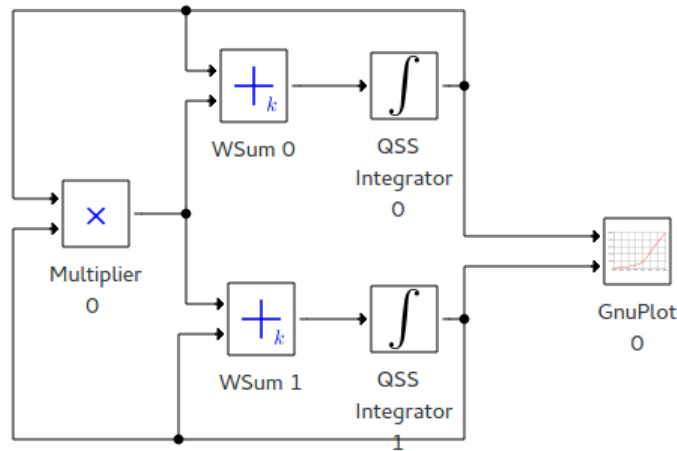 k
WSum 0
QSS
Integrator
0
×
Multiplier
0
k
WSum 1
QSS
Integrator
1
GnuPlot
0